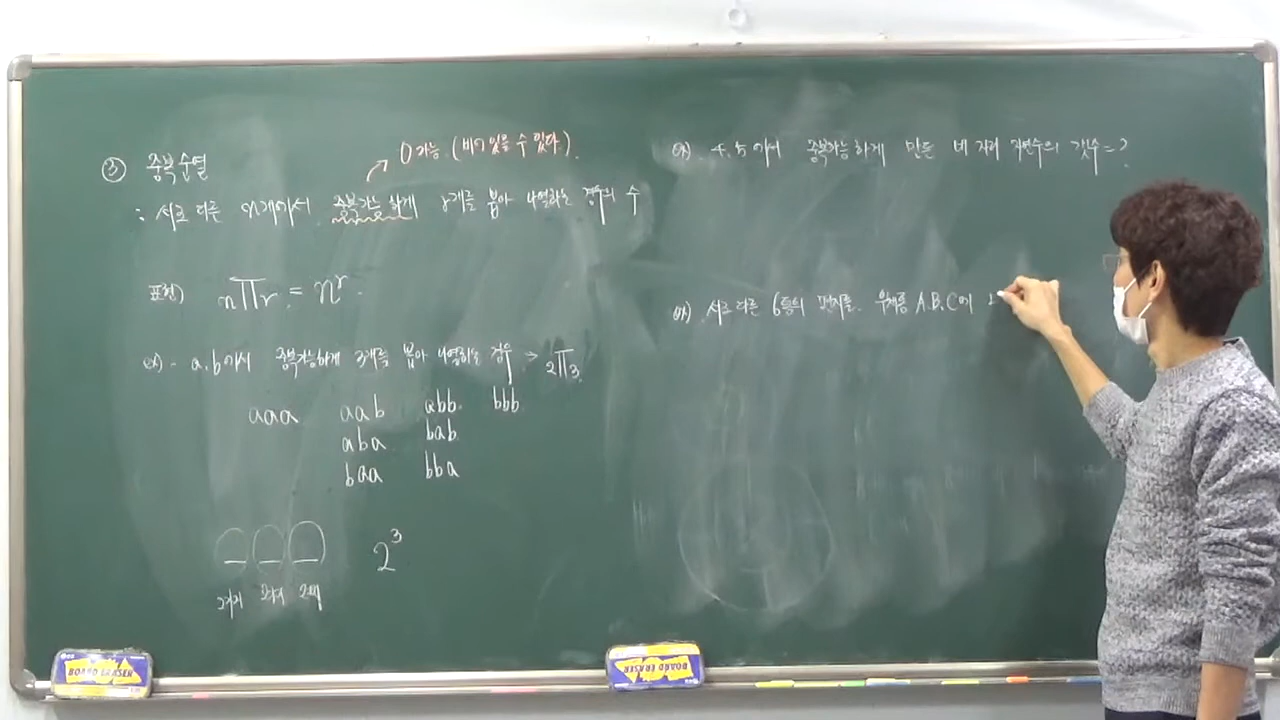 ③ 중복순열
0가능 (비어 있을 수 있다).
: 서로 다른 n개에서 중복가능 하게 r개를 뽑아 나열하는 경우의 수
표현) nΠr = n^r.
ex) - a, b에서 중복가능하게 3개를 뽑아 나열하는 경우 → 2Π3.
aaa aab abb bbb
aba bab
baa bba
2^3
2가지 2가지 2가지
ex). 4, 5에서 중복가능하게 만든 네 자리 자연수의 갯수=?
ex). 서로 다른 6통의 편지를. 우체통 A.B.C에
BOARD ERASER
BOARD ERASER